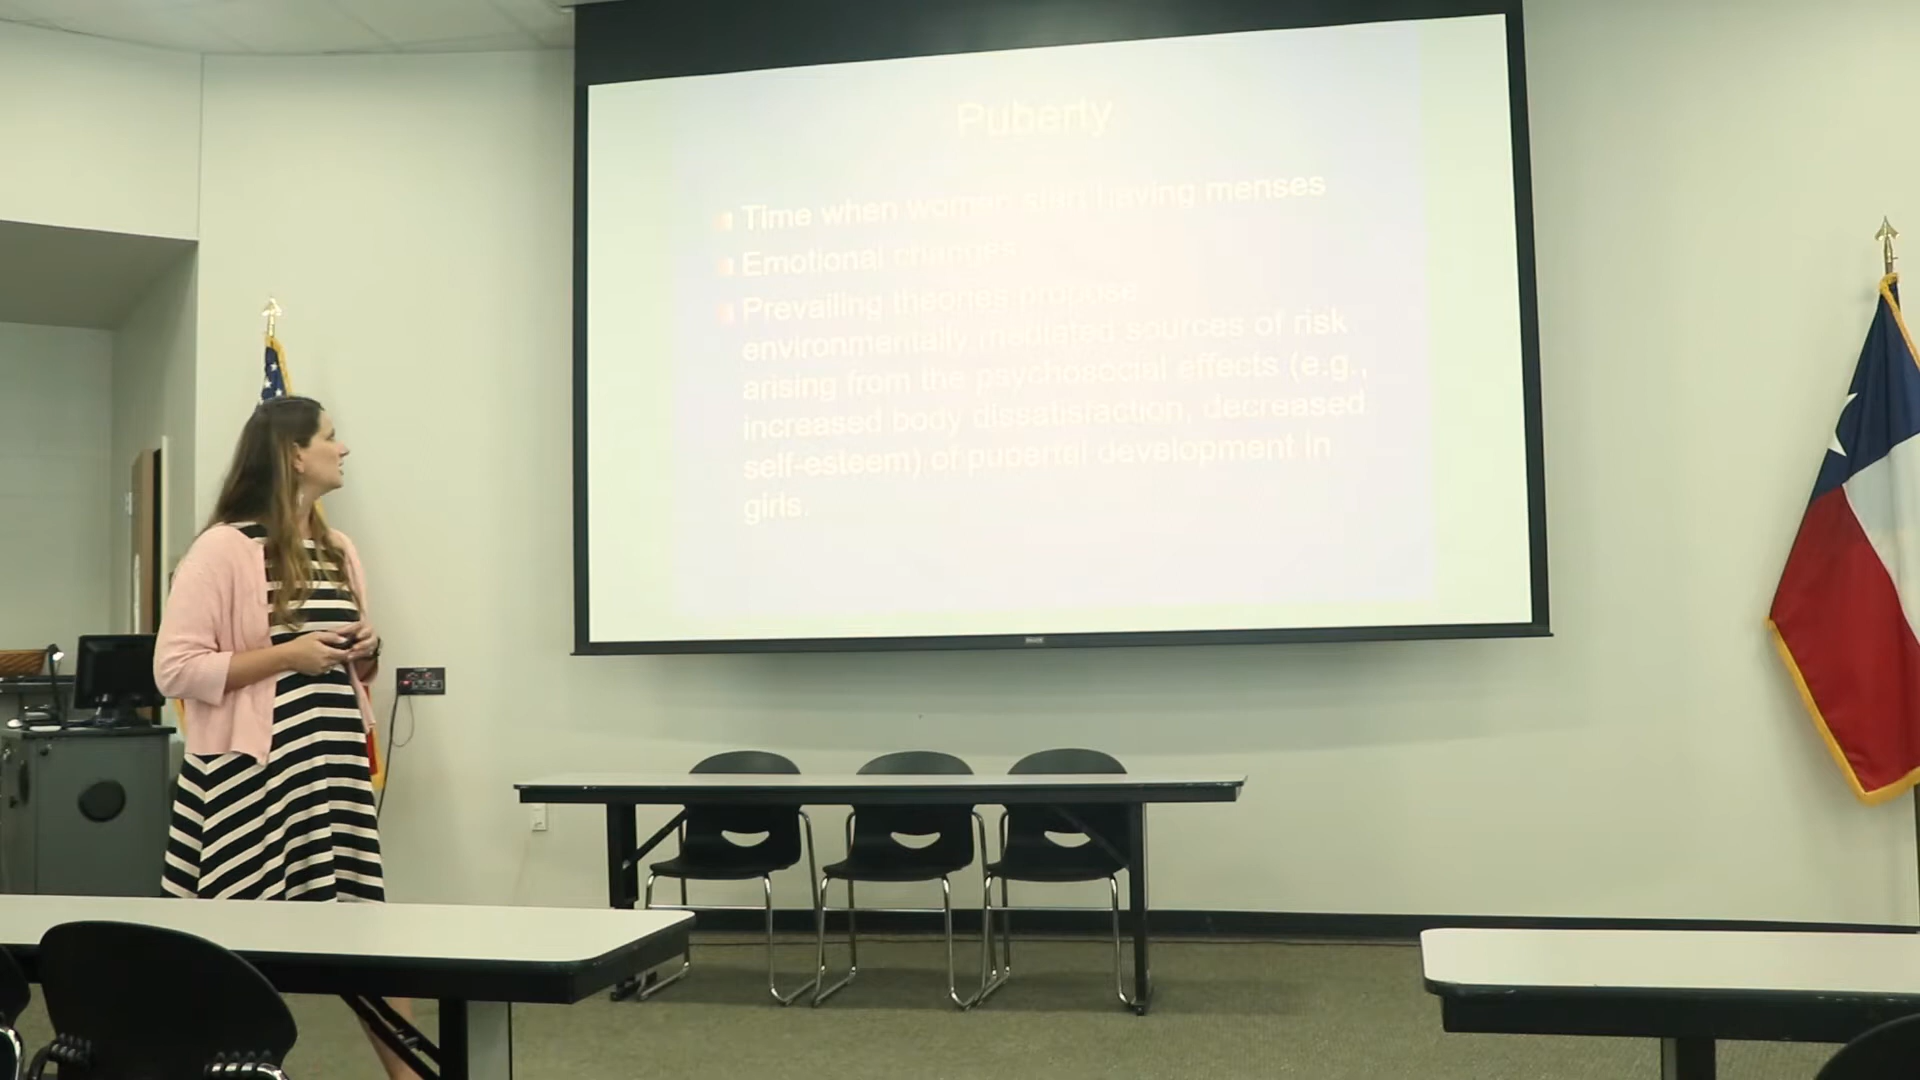 Puberty
Time when women start having menses
Emotional changes
Prevailing theories propose
environmentally mediated sources of risk
arising from the psychosocial effects (e.g.,
increased body dissatisfaction, decreased
self-esteem) of pubertal development in
girls.